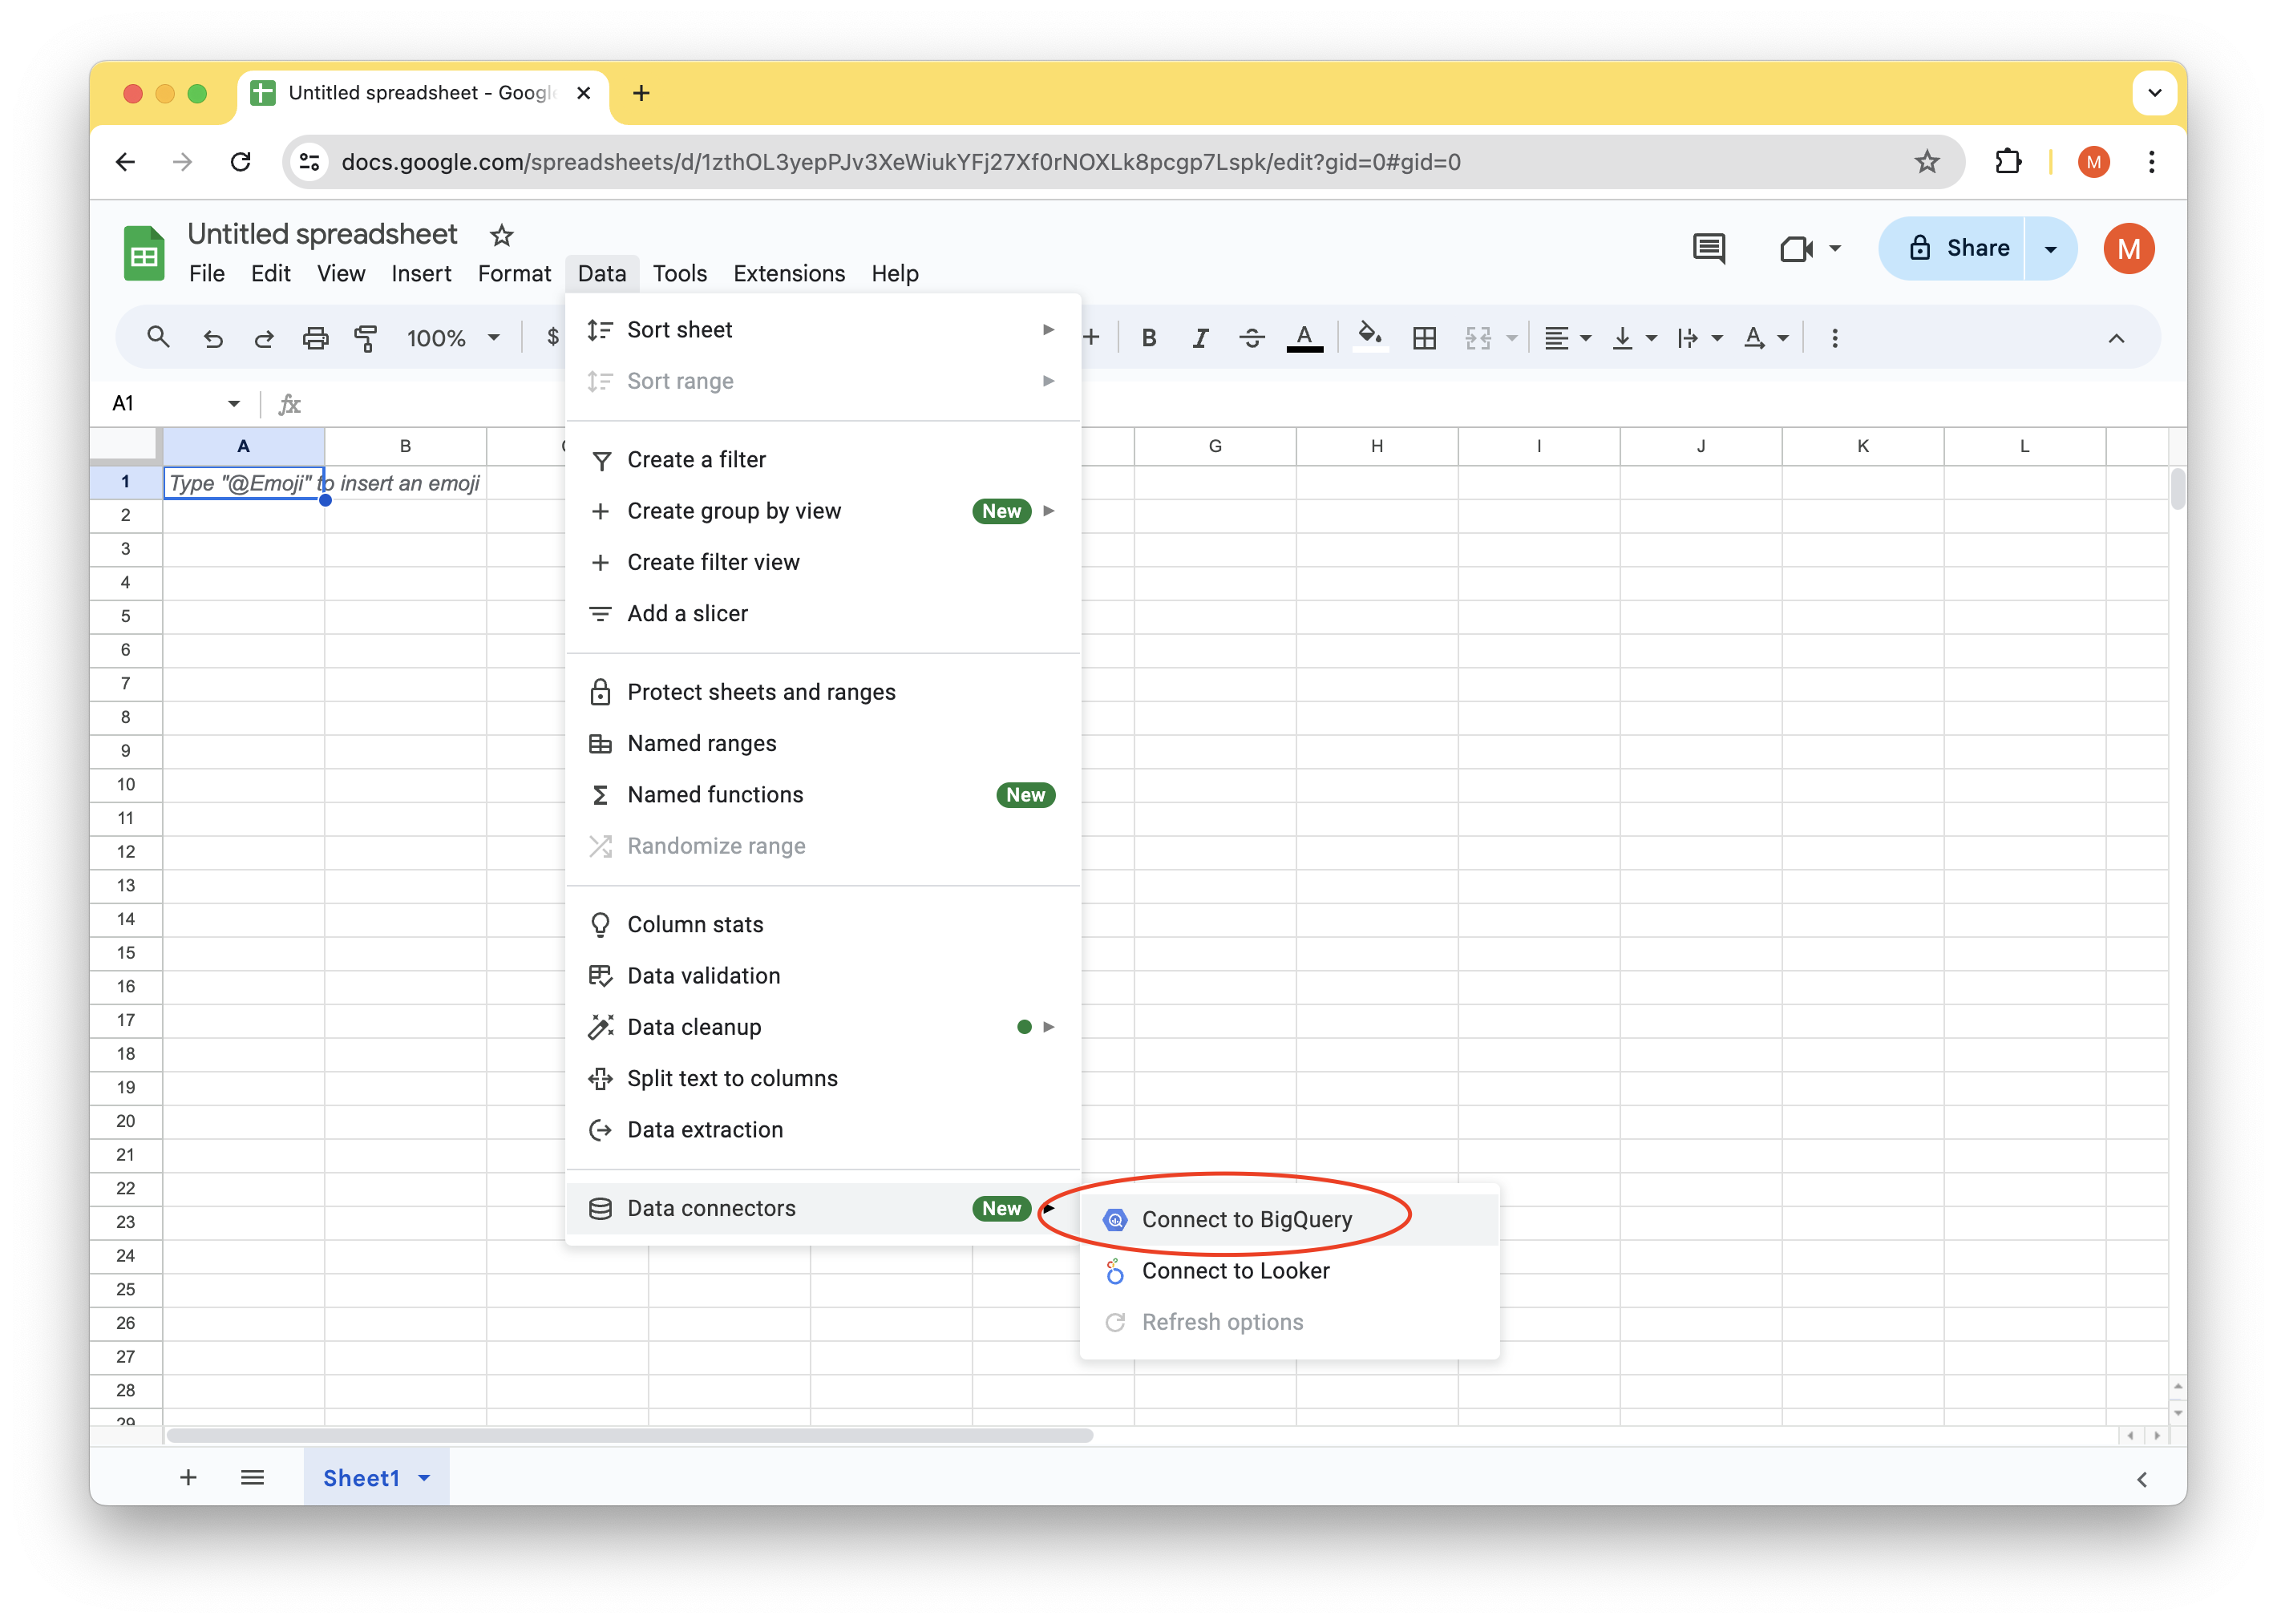 Untitled spreadsheet - Google
docs.google.com/spreadsheets/d/1zthOL3yepPJv3XeWiukYFj27Xf0rNOXLk8pcgp7Lspk/edit?gid=0#gid=0
M
Untitled spreadsheet
File Edit View Insert Format Data Tools Extensions Help
Share
M
100%
$
B
I
A
A
A1
fx
A B G H I J K L
1
Type "@Emoji" to insert an emoji
2
3
4
5
6
7
8
9
10
11
12
13
14
15
16
17
18
19
20
21
22
23
24
25
26
27
28
29
Sort sheet
Sort range
Create a filter
Create group by view New
Create filter view
Add a slicer
Protect sheets and ranges
Named ranges
Named functions New
Randomize range
Column stats
Data validation
Data cleanup
Split text to columns
Data extraction
Data connectors New
Connect to BigQuery
Connect to Looker
Refresh options
Sheet1